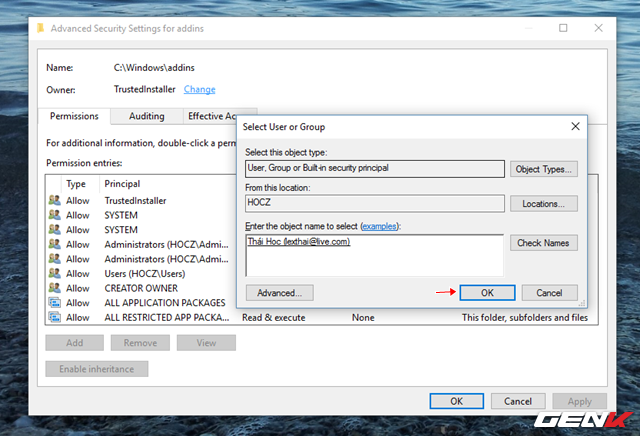 Advanced Security Settings for addins
Name: C:\Windows\addins
Owner: TrustedInstaller Change
Permissions Auditing Effective Ac
For additional information, double-click a perm
Permission entries:
Type Principal
Allow TrustedInstaller
Allow SYSTEM
Allow SYSTEM
Allow Administrators (HOCZ\Admi...
Allow Administrators (HOCZ\Admi...
Allow Users (HOCZ\Users)
Allow CREATOR OWNER
Allow ALL APPLICATION PACKAGES
Allow ALL RESTRICTED APP PACKA... Read & execute None This folder, subfolders and files
Add Remove View
Enable inheritance
OK Cancel Apply
Select User or Group
Select this object type:
User, Group or Built-in security principal Object Types...
From this location:
HOCZ Locations...
Enter the object name to select (examples):
Thái Học (lexthai@live.com) Check Names
Advanced... OK Cancel
GENK